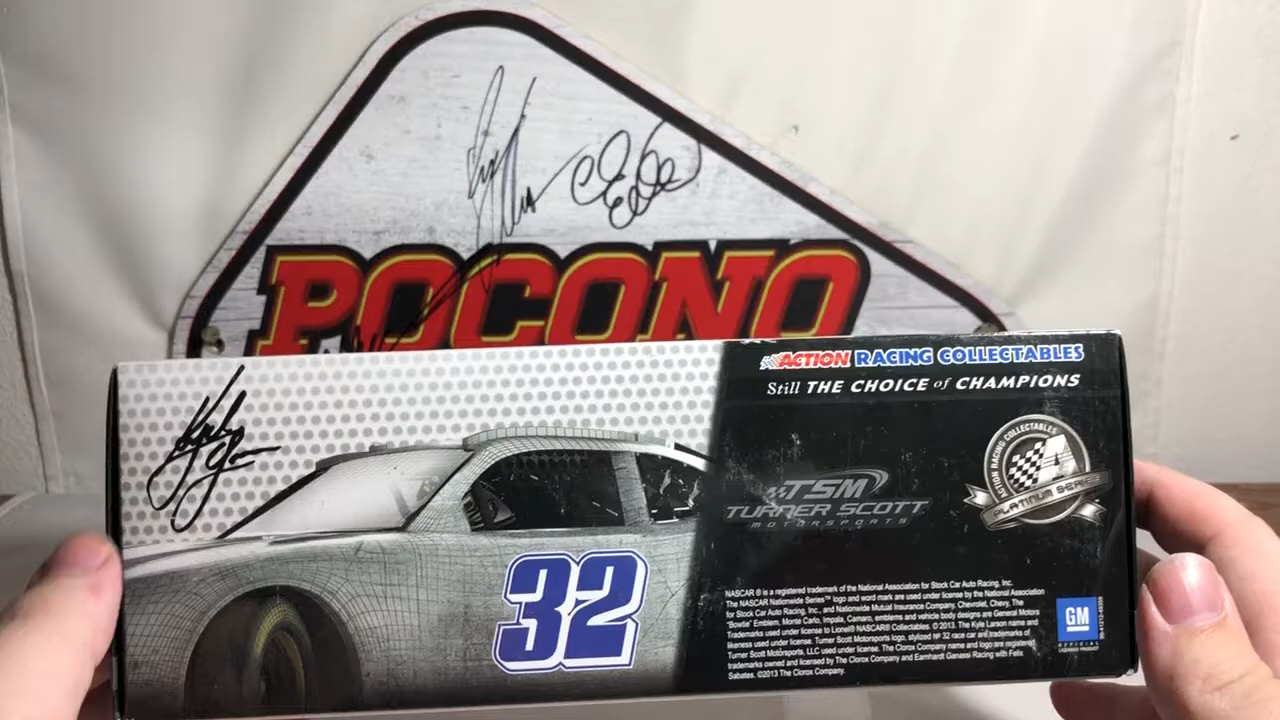 POCONO
ACTION RACING COLLECTABLES
Still THE CHOICE of CHAMPIONS
ACTION RACING COLLECTABLES
PLATINUM SERIES
TSM
TURNER SCOTT
MOTORSPORTS
32
NASCAR ® is a registered trademark of the National Association for Stock Car Auto Racing, Inc.
The NASCAR Nationwide Series™ logo and word mark are used under license by the National Association
for Stock Car Auto Racing, Inc., and Nationwide Mutual Insurance Company. Chevrolet, Chevy, The
"Bowtie" Emblem, Monte Carlo, Impala, Camaro, emblems and vehicle body designs are General Motors
Trademarks used under license to Lionel® NASCAR® Collectables. © 2013. The Kyle Larson name and
likeness used under license. Turner Scott Motorsports logo, stylized Nº 32 race car are trademarks of
Turner Scott Motorsports, LLC used under license. The Clorox Company name and logo are registered
trademarks owned and licensed by The Clorox Company and Earnhardt Ganassi Racing with Felix
Sabates. ©2013 The Clorox Company.
GM
OFFICIAL
LICENSED PRODUCT